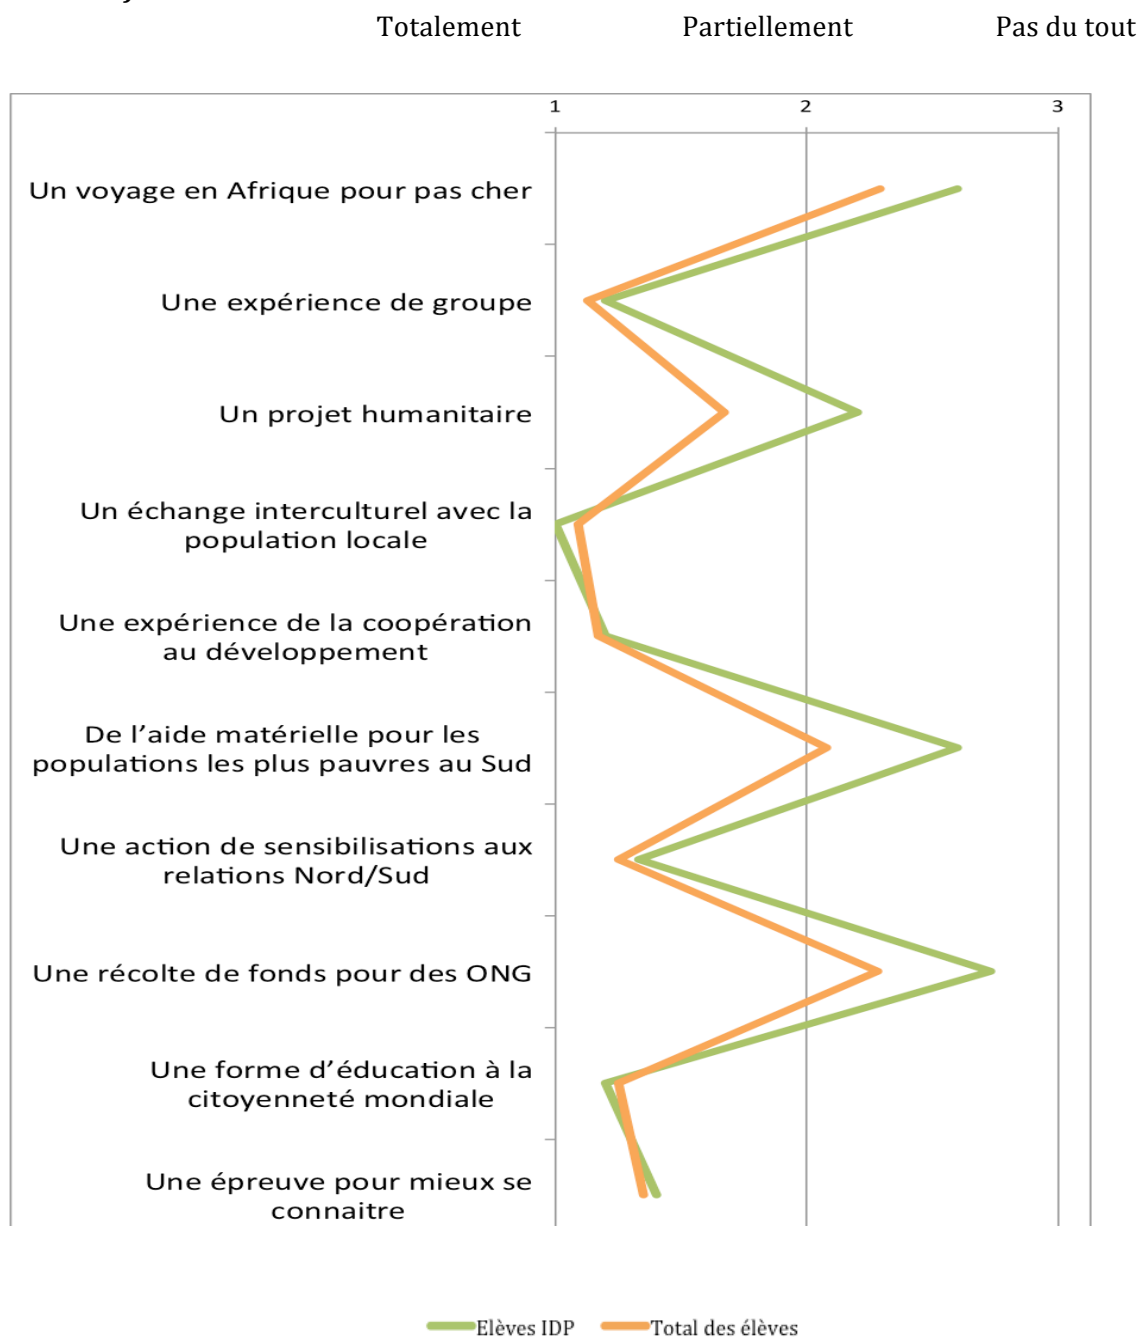 Totalement Partiellement Pas du tout
1 2 3
Un voyage en Afrique pour pas cher
Une expérience de groupe
Un projet humanitaire
Un échange interculturel avec la
population locale
Une expérience de la coopération
au développement
De l’aide matérielle pour les
populations les plus pauvres au Sud
Une action de sensibilisations aux
relations Nord/Sud
Une récolte de fonds pour des ONG
Une forme d’éducation à la
citoyenneté mondiale
Une épreuve pour mieux se
connaitre
Elèves IDP Total des élèves